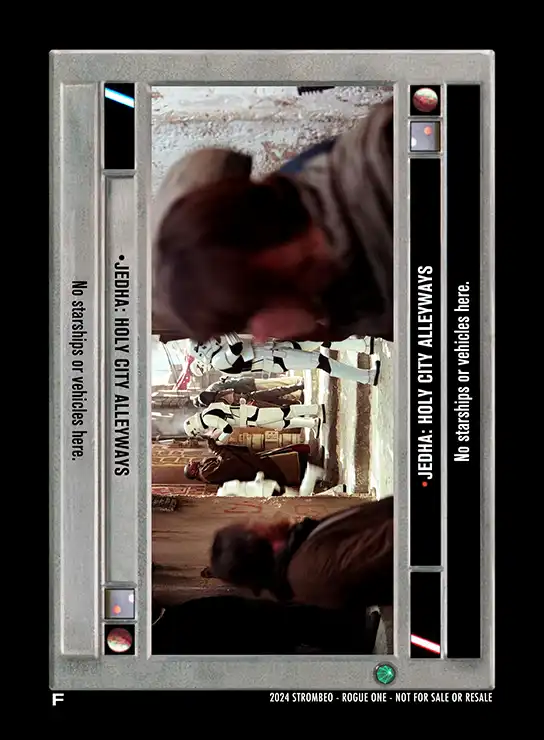 •JEDHA: HOLY CITY ALLEYWAYS
No starships or vehicles here.
•JEDHA: HOLY CITY ALLEYWAYS
No starships or vehicles here.
F
2024 STROMBEO - ROGUE ONE - NOT FOR SALE OR RESALE